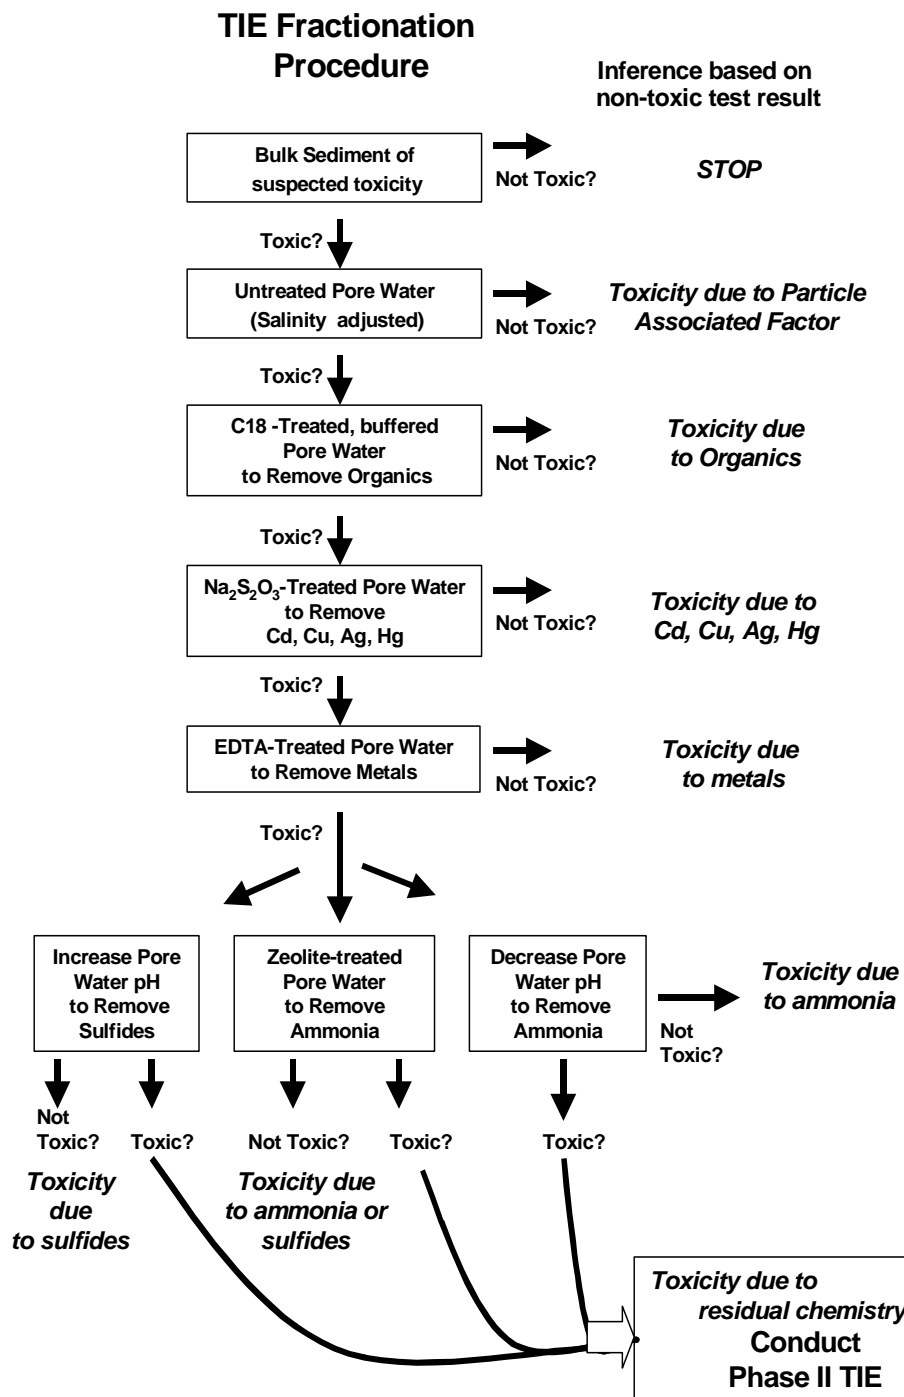 TIE Fractionation
Procedure
Inference based on
non-toxic test result
Bulk Sediment of
suspected toxicity
Not Toxic?
STOP
Toxic?
Untreated Pore Water
(Salinity adjusted)
Not Toxic?
Toxicity due to Particle
Associated Factor
Toxic?
C18 -Treated, buffered
Pore Water
to Remove Organics
Not Toxic?
Toxicity due
to Organics
Toxic?
Na₂S₂O₃-Treated Pore Water
to Remove
Cd, Cu, Ag, Hg
Not Toxic?
Toxicity due to
Cd, Cu, Ag, Hg
Toxic?
EDTA-Treated Pore Water
to Remove Metals
Not Toxic?
Toxicity due
to metals
Toxic?
Increase Pore
Water pH
to Remove
Sulfides
Zeolite-treated
Pore Water
to Remove
Ammonia
Decrease Pore
Water pH
to Remove
Ammonia
Not
Toxic?
Toxicity due
to ammonia
Not
Toxic?
Toxic?
Not Toxic?
Toxic?
Toxic?
Toxicity
due
to sulfides
Toxicity due
to ammonia or
sulfides
Toxicity due to
residual chemistry
Conduct
Phase II TIE